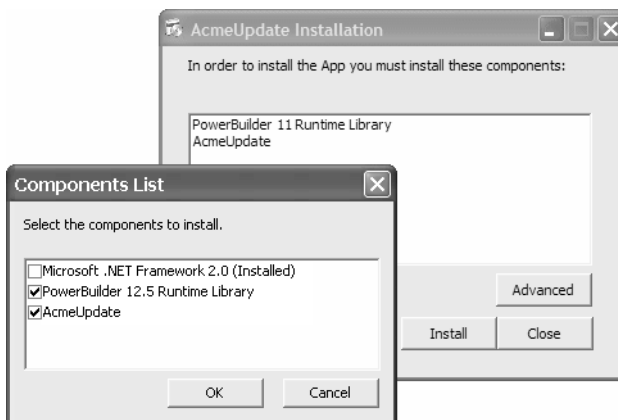 AcmeUpdate Installation
In order to install the App you must install these components:
PowerBuilder 11 Runtime Library
AcmeUpdate
Advanced
Install
Close
Components List
Select the components to install.
Microsoft .NET Framework 2.0 (Installed)
PowerBuilder 12.5 Runtime Library
AcmeUpdate
OK
Cancel